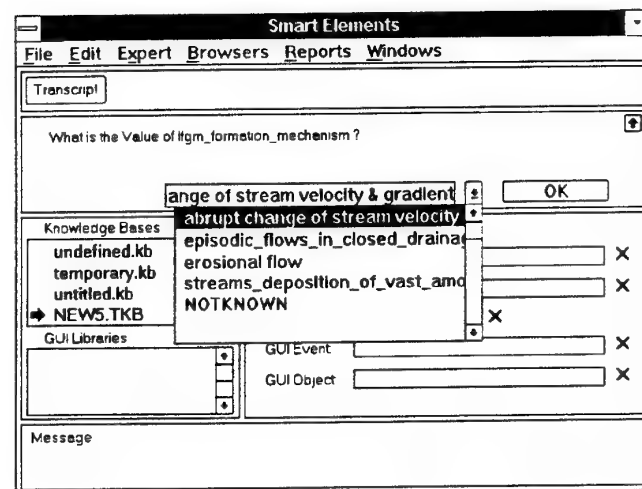 Smart Elements
File Edit Expert Browsers Reports Windows
Transcript
What is the Value of lfgm_formation_mechanism ?
ange of stream velocity & gradient
OK
abrupt change of stream velocity
episodic_flows_in_closed_drainag
erosional flow
streams_deposition_of_vast_amo
NOTKNOWN
Knowledge Bases
undefined.kb
temporary.kb
untitled.kb
NEW5.TKB
GUI Libraries
GUI Event
GUI Object
Message